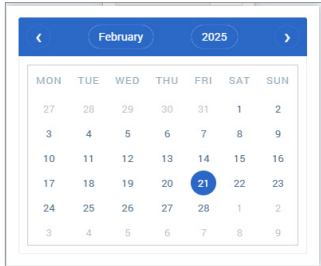 ‹ February 2025 ›
MON TUE WED THU FRI SAT SUN
27 28 29 30 31 1 2
3 4 5 6 7 8 9
10 11 12 13 14 15 16
17 18 19 20 21 22 23
24 25 26 27 28 1 2
3 4 5 6 7 8 9